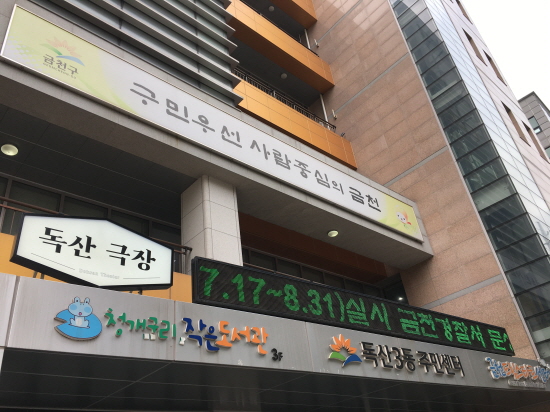 금천구
구민우선 사람중심의 금천
독산 극장
7.17~8.31)실시 금천경찰서 문
청개구리 작은도서관 3F
독산3동 주민센터